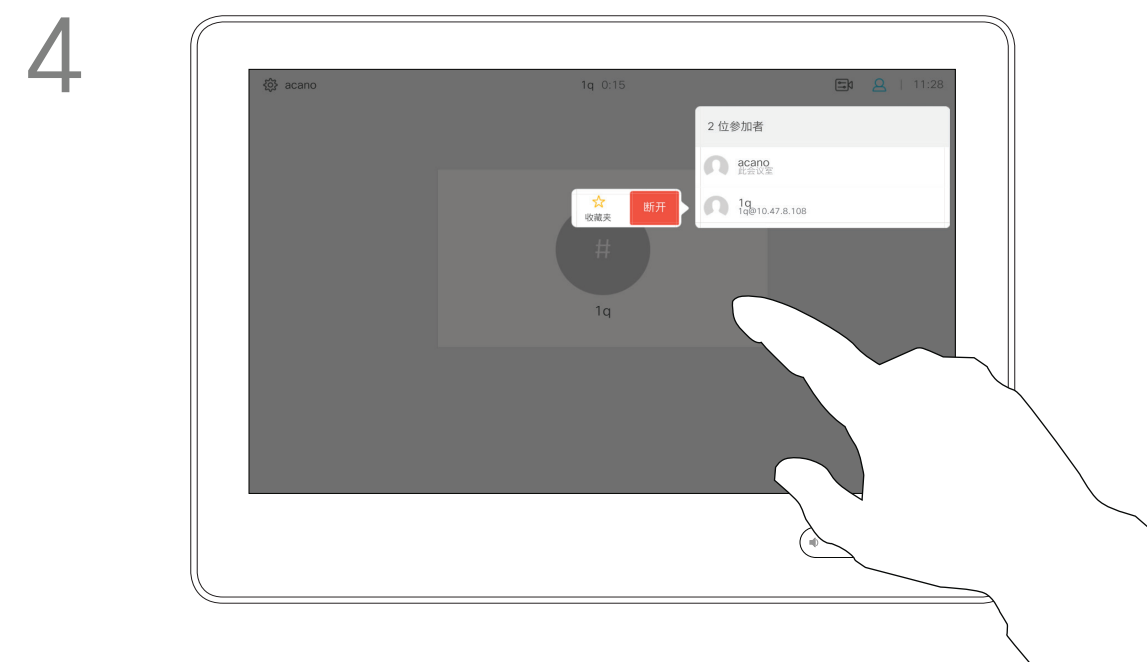 4
acano 1q 0:15 11:28
2 位参加者
acano
此会议室
1q
1q@10.47.8.108
收藏夹 断开
#
1q